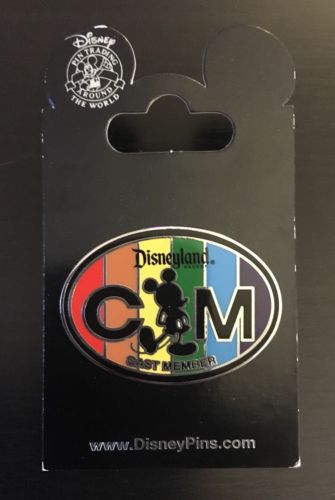 Disney
PIN TRADING
AROUND
THE WORLD
Disneyland®
RESORT
C M
CAST MEMBER
www.DisneyPins.com